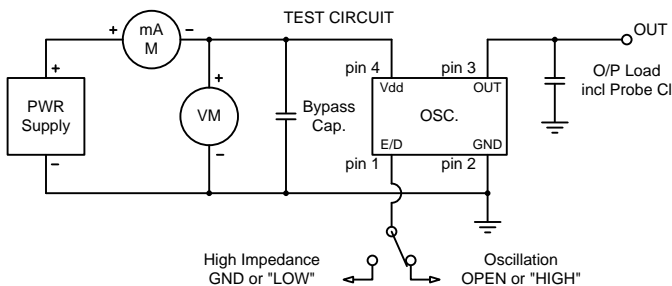 TEST CIRCUIT
mA
M
+
−
OUT
+
PWR
Supply
−
+
VM
−
Bypass
Cap.
pin 4
pin 3
Vdd
OUT
OSC.
E/D
GND
pin 1
pin 2
O/P Load
incl Probe Cl
High Impedance
GND or "LOW"
Oscillation
OPEN or "HIGH"